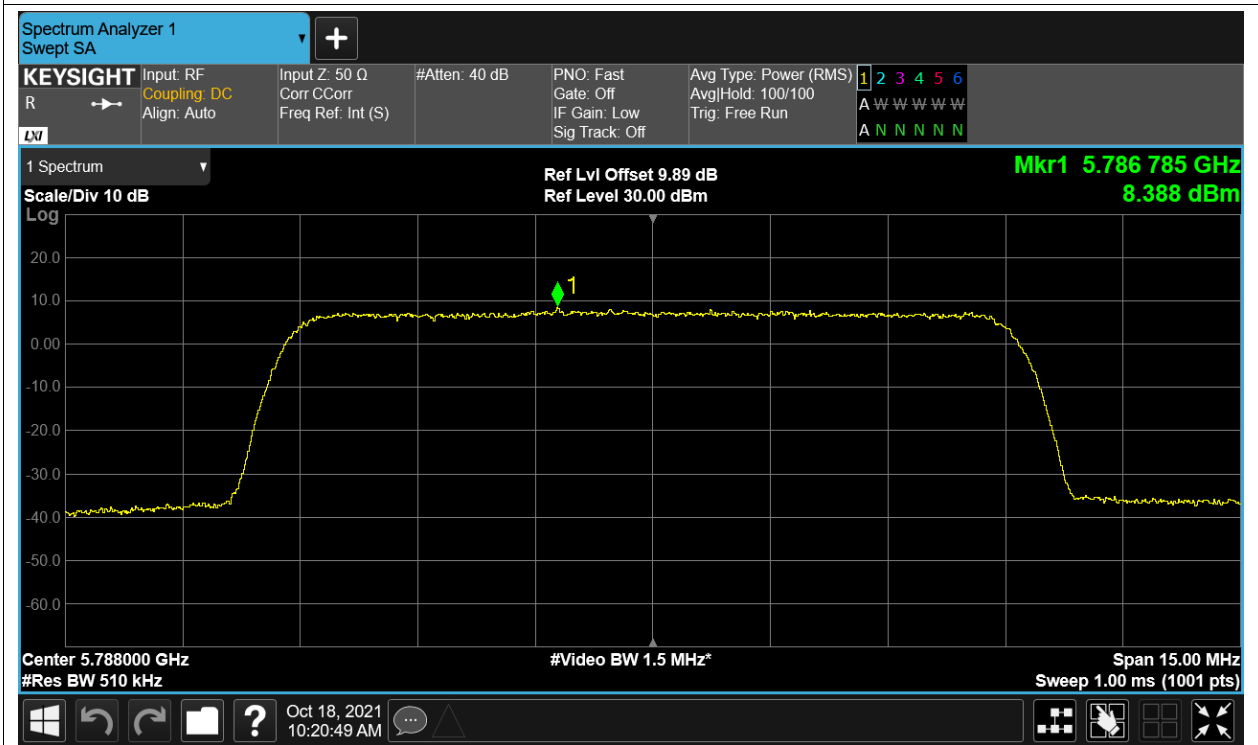 Spectrum Analyzer 1
Swept SA
KEYSIGHT
R
LXI
Input: RF
Coupling: DC
Align: Auto
Input Z: 50 Ω
Corr CCorr
Freq Ref: Int (S)
#Atten: 40 dB
PNO: Fast
Gate: Off
IF Gain: Low
Sig Track: Off
Avg Type: Power (RMS)
Avg|Hold: 100/100
Trig: Free Run
1 2 3 4 5 6
A W W W W W
A N N N N N
1 Spectrum
Scale/Div 10 dB
Ref Lvl Offset 9.89 dB
Ref Level 30.00 dBm
Mkr1 5.786 785 GHz
8.388 dBm
Log
20.0
10.0
0.00
-10.0
-20.0
-30.0
-40.0
-50.0
-60.0
1
Center 5.788000 GHz
#Res BW 510 kHz
#Video BW 1.5 MHz*
Span 15.00 MHz
Sweep 1.00 ms (1001 pts)
?
Oct 18, 2021
10:20:49 AM